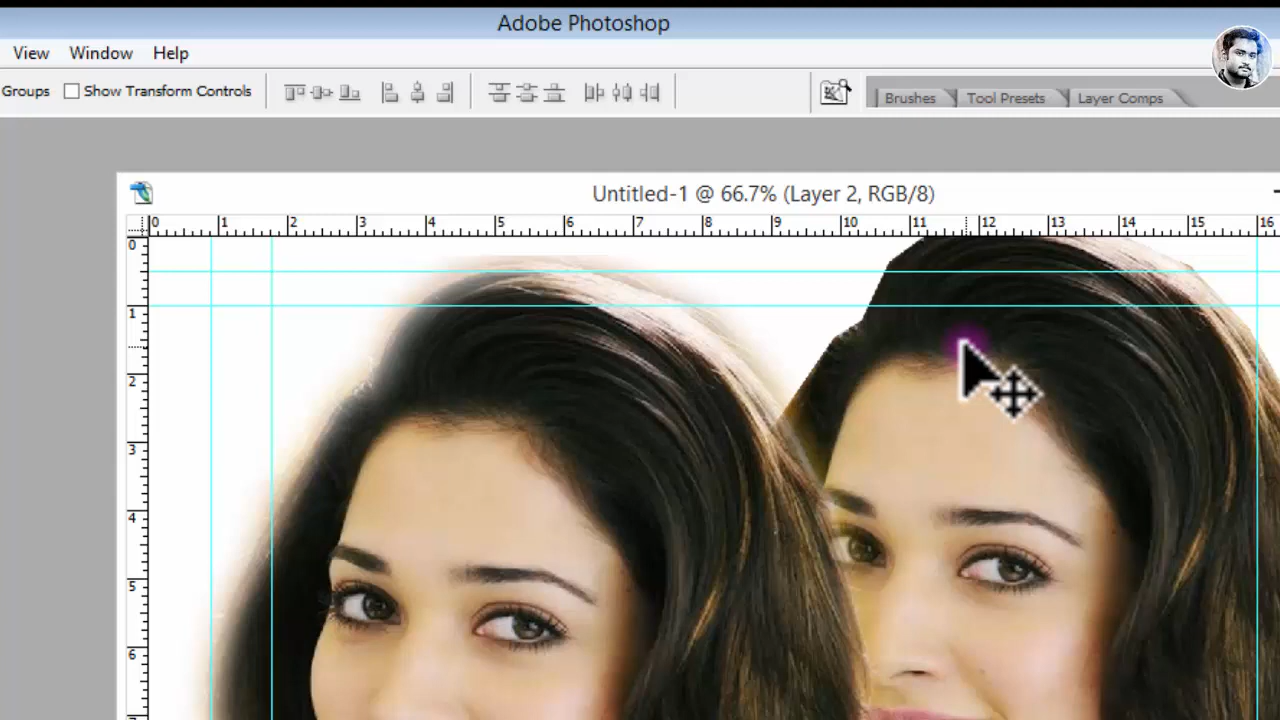 Adobe Photoshop
View Window Help
Groups Show Transform Controls Brushes Tool Presets Layer Comps
Untitled-1 @ 66.7% (Layer 2, RGB/8)
0 1 2 3 4 5 6 7 8 9 10 11 12 13 14 15 16
0
1
2
3
4
5
6